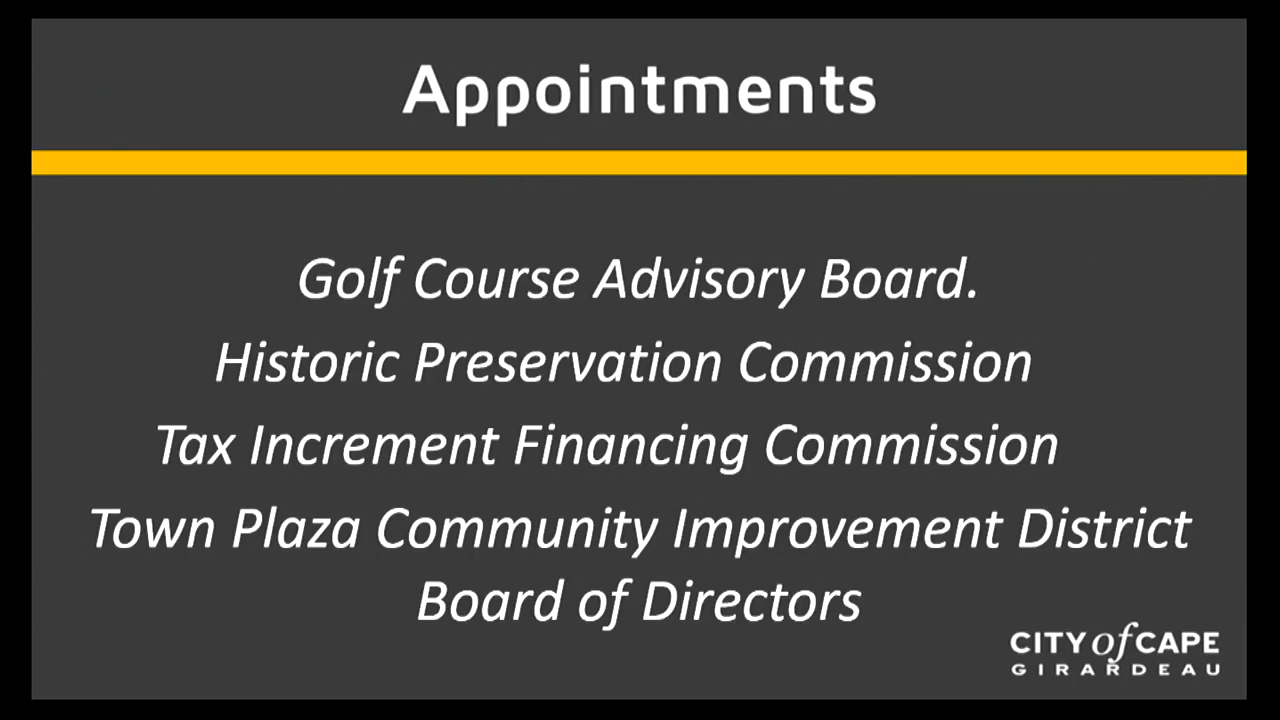 Appointments
Golf Course Advisory Board.
Historic Preservation Commission
Tax Increment Financing Commission
Town Plaza Community Improvement District
Board of Directors
CITY of CAPE
GIRARDEAU